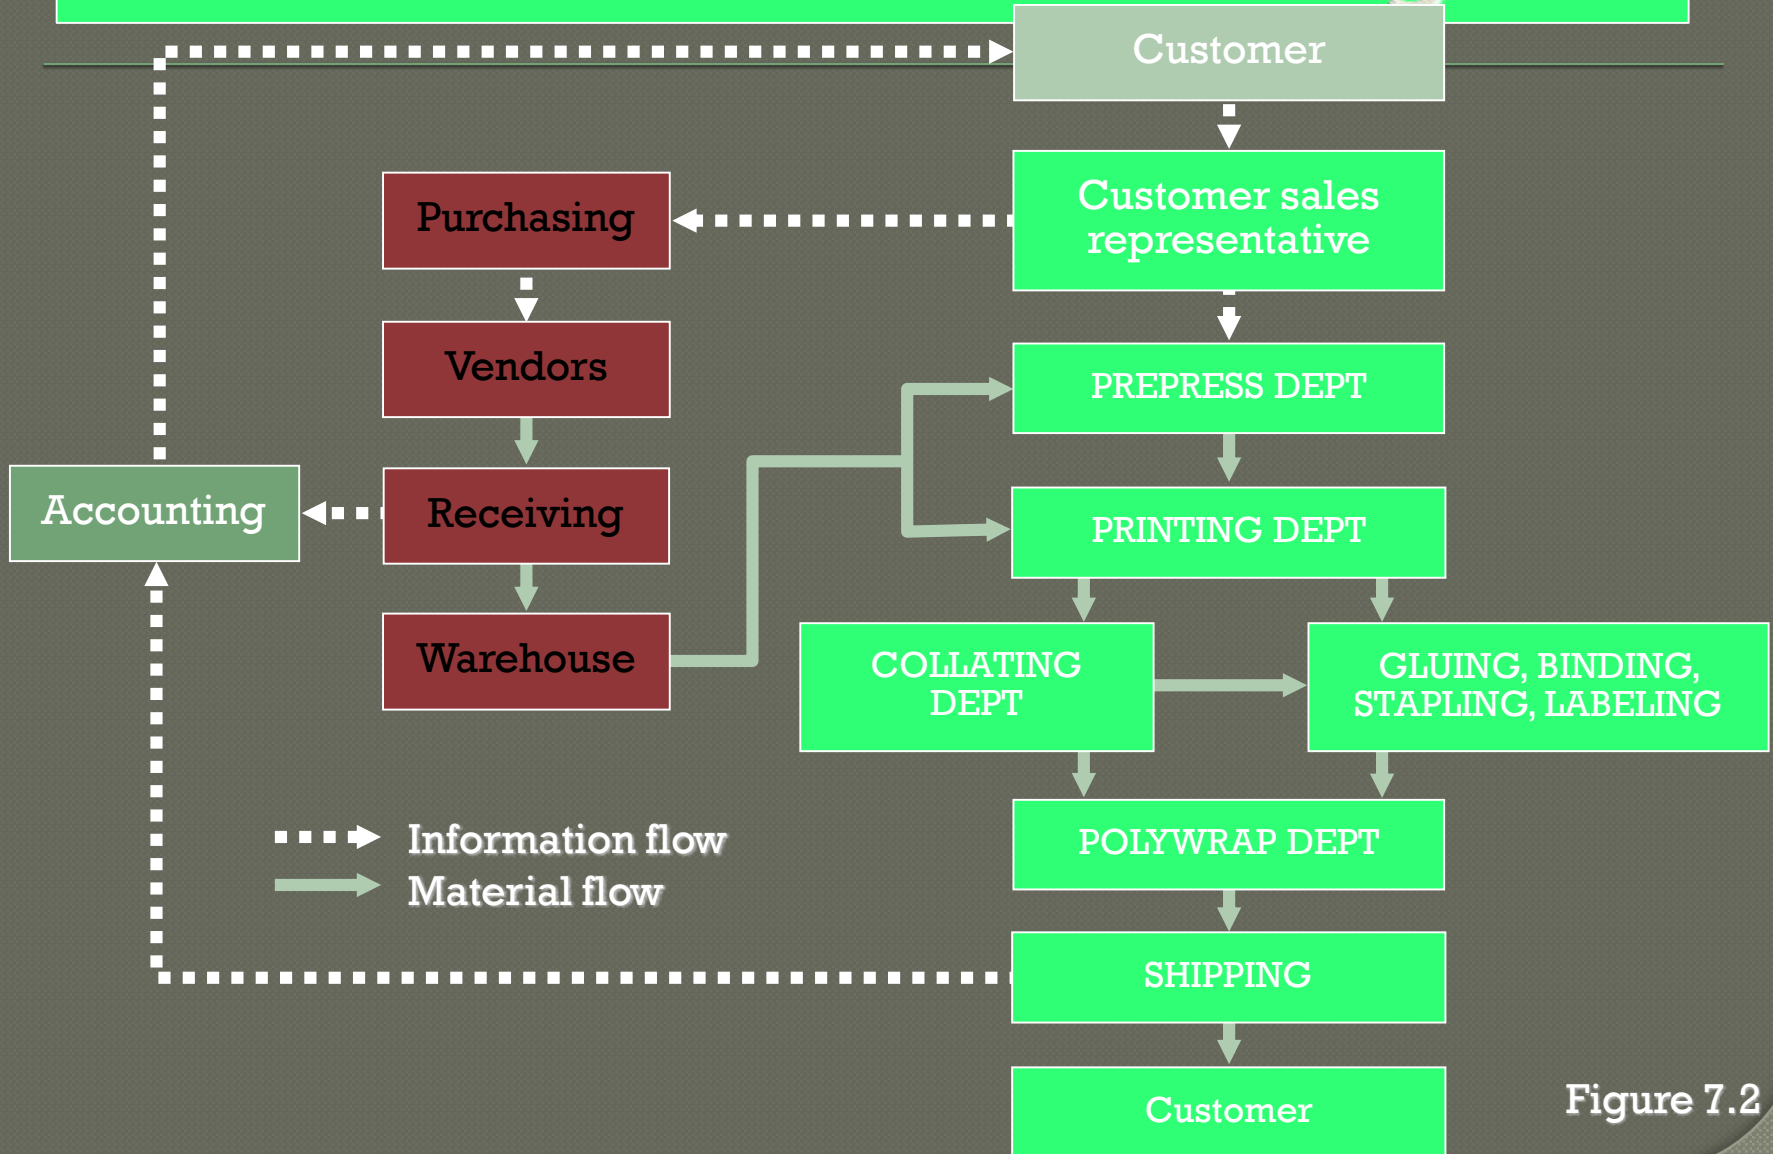 Customer
Customer sales
representative
Purchasing
Vendors
PREPRESS DEPT
Accounting
Receiving
PRINTING DEPT
Warehouse
COLLATING
DEPT
GLUING, BINDING,
STAPLING, LABELING
Information flow
Material flow
POLYWRAP DEPT
SHIPPING
Customer
Figure 7.2